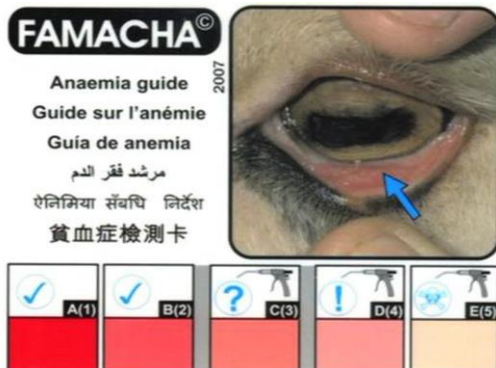 FAMACHA©
2007
Anaemia guide
Guide sur l'anémie
Guía de anemia
مرشد فقر الدم
ऐनिमिया सँबधि निर्देश
貧血症檢測卡
A(1)
B(2)
? C(3)
! D(4)
E(5)